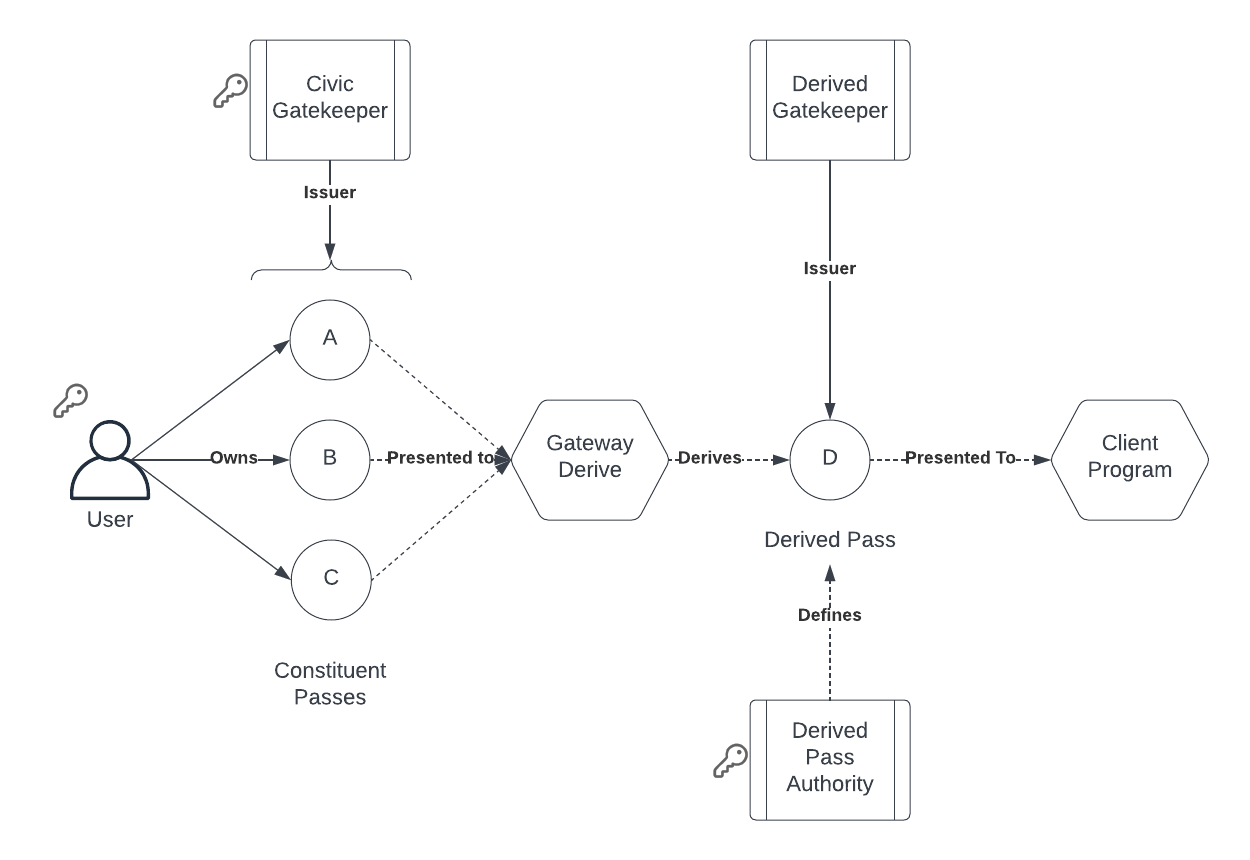 Civic
Gatekeeper
Derived
Gatekeeper
Issuer
Issuer
A
Owns
B
Presented to
Gateway
Derive
Derives
D
Presented To
Client
Program
User
Derived Pass
C
Defines
Constituent
Passes
Derived
Pass
Authority